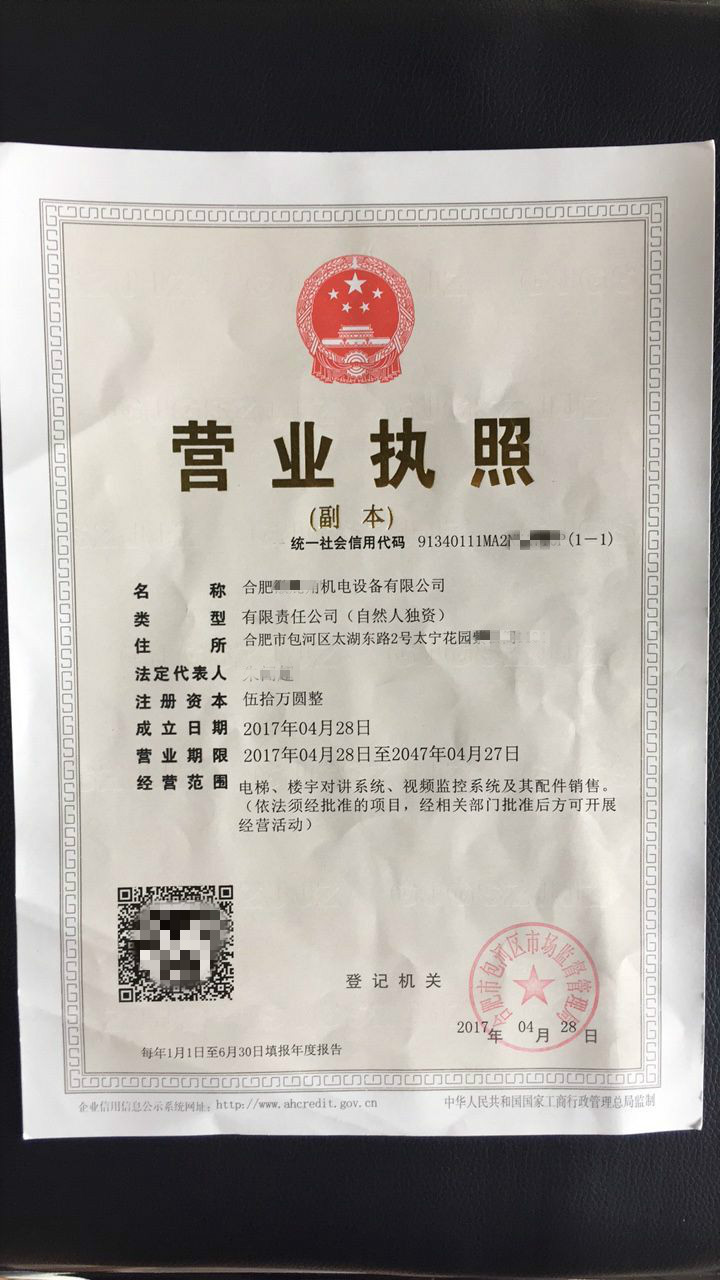 营业执照
(副 本)
统一社会信用代码 91340111MA2 (1-1)
名 称 合肥 机电设备有限公司
类 型 有限责任公司（自然人独资）
住 所 合肥市包河区太湖东路2号太宁花园
法定代表人
注册资本 伍拾万圆整
成立日期 2017年04月28日
营业期限 2017年04月28日至2047年04月27日
经营范围 电梯、楼宇对讲系统、视频监控系统及其配件销售。
（依法须经批准的项目，经相关部门批准后方可开展
经营活动）
登记机关
合肥市包河区市场监督管理局
2017年 04月 28日
每年1月1日至6月30日填报年度报告
企业信用信息公示系统网址: http://www.ahcredit.gov.cn
中华人民共和国国家工商行政管理总局监制